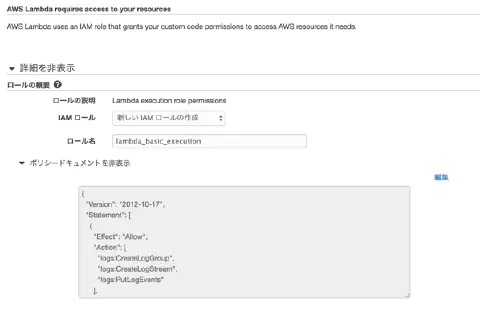 AWS Lambda requires access to your resources
AWS Lambda uses an IAM role that grants your custom code permissions to access AWS resources it needs.
▼ 詳細を非表示
ロールの概要 ?
ロールの説明 Lambda execution role permissions
IAM ロール 新しい IAM ロールの作成
ロール名 lambda_basic_execution
▼ ポリシードキュメントを非表示
編集
{
"Version": "2012-10-17",
"Statement": [
{
"Effect": "Allow",
"Action": [
"logs:CreateLogGroup",
"logs:CreateLogStream",
"logs:PutLogEvents"
],